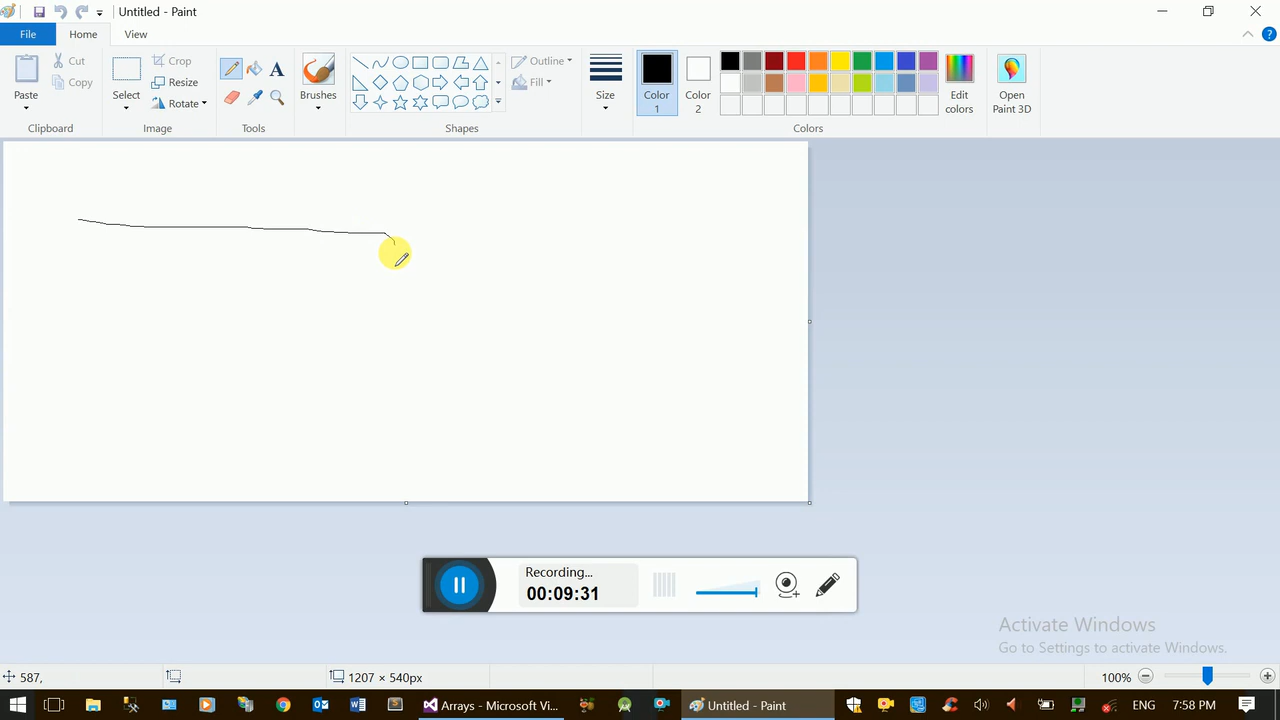 Untitled - Paint
File
Home
View
Paste
Cut
Copy
Clipboard
Select
Crop
Resize
Rotate
Image
A
Tools
Brushes
Outline
Fill
Shapes
Size
Color
1
Color
2
Colors
Edit
colors
Open
Paint 3D
Recording...
00:09:31
Activate Windows
Go to Settings to activate Windows.
587,
1207 × 540px
100%
Arrays - Microsoft Vi...
Untitled - Paint
ENG
7:58 PM